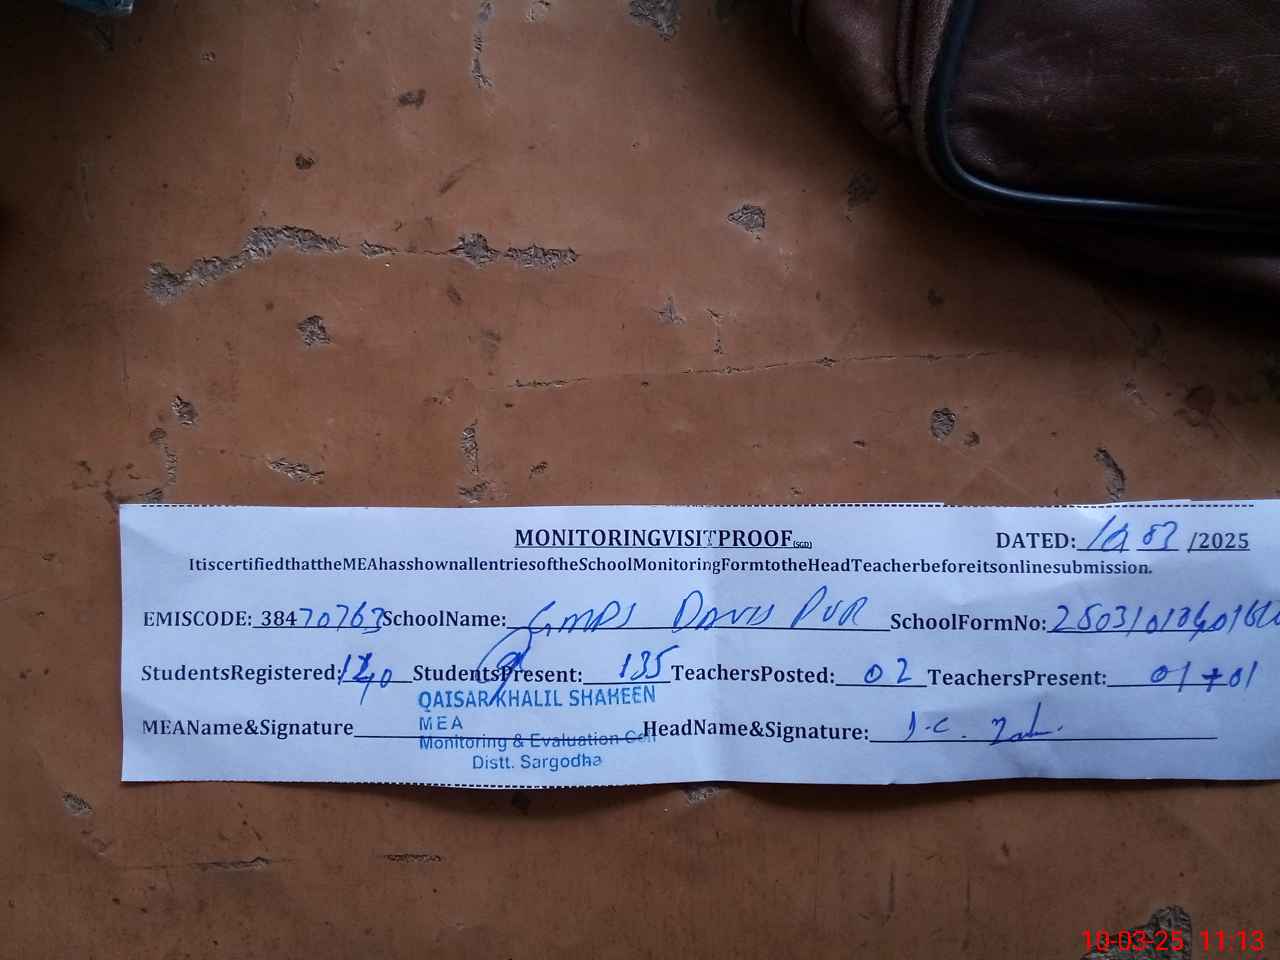 MONITORINGVISITPROOF(SGD) DATED: 10 03 /2025
ItiscertifiedthattheMEAhasshownallentriesoftheSchoolMonitoringFormtotheHeadTeacherbeforeitsonlinesubmission.
EMISCODE: 38470763 SchoolName: GMPS DAVIS PUR SchoolFormNo:
StudentsRegistered: 140 StudentsPresent: 135 TeachersPosted: 02 TeachersPresent: 01+01
QAISAR KHALIL SHAHEEN
MEA
MEAName&Signature HeadName&Signature: I.C.
Monitoring & Evaluation Cell
Distt. Sargodha
10-03-25 11:13